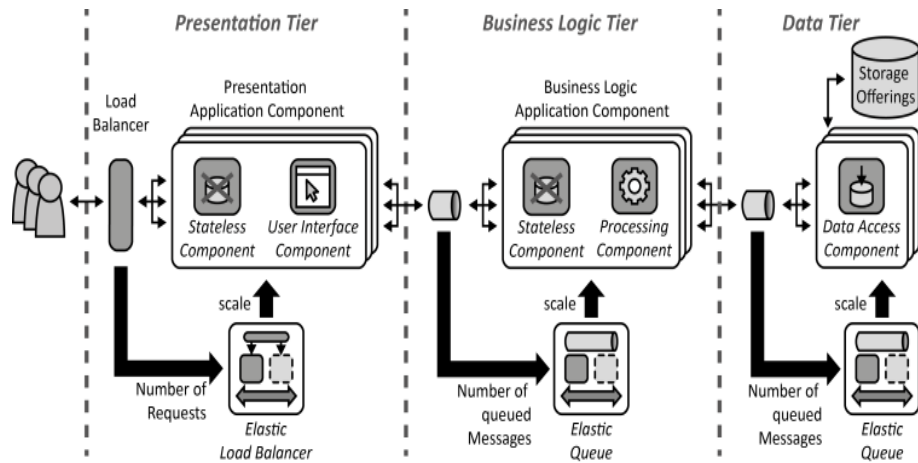 Presentation Tier
Business Logic Tier
Data Tier
Load
Balancer
Presentation
Application Component
Stateless
Component
User Interface
Component
scale
Number of
Requests
Elastic
Load Balancer
Business Logic
Application Component
Stateless
Component
Processing
Component
scale
Number of
queued
Messages
Elastic
Queue
Storage
Offerings
Data Access
Component
scale
Number of
queued
Messages
Elastic
Queue